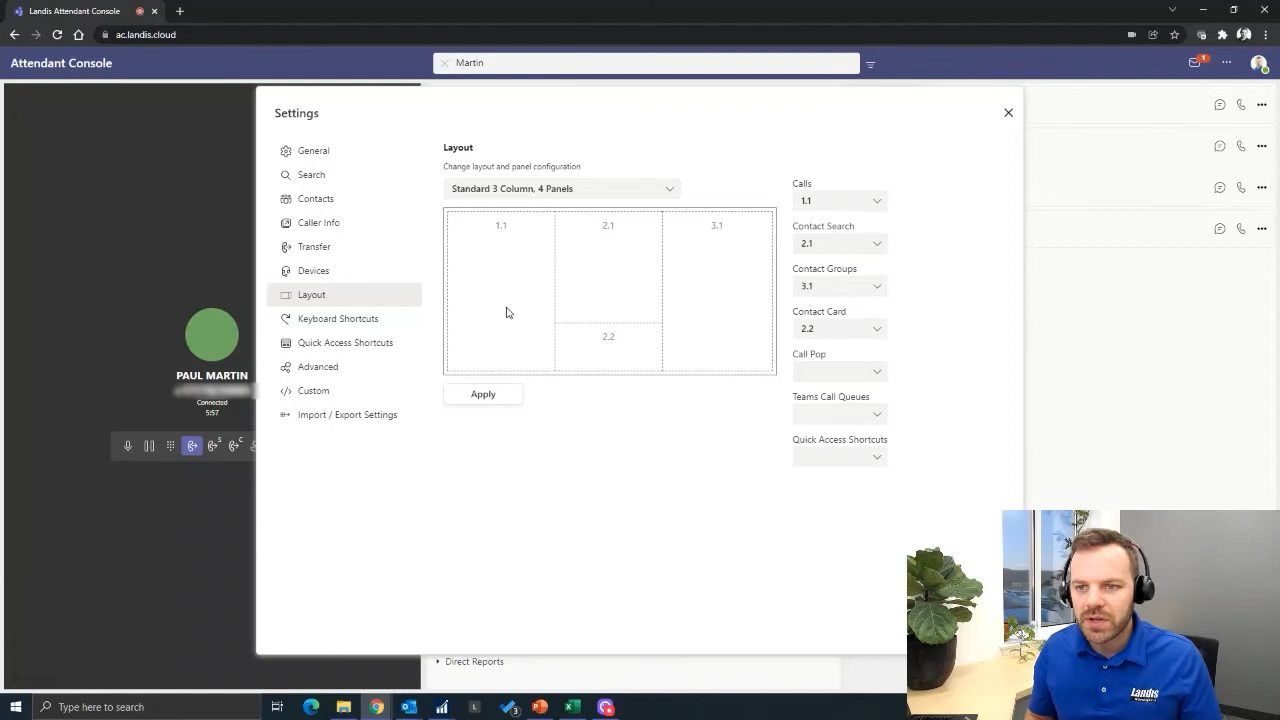 Landis Attendant Console
ac.landis.cloud
Attendant Console
Martin
1
Settings
General
Search
Contacts
Caller Info
Transfer
Devices
Layout
Keyboard Shortcuts
Quick Access Shortcuts
Advanced
Custom
Import / Export Settings
Layout
Change layout and panel configuration
Standard 3 Column, 4 Panels
1.1
2.1
3.1
2.2
Apply
Calls
1.1
Contact Search
2.1
Contact Groups
3.1
Contact Card
2.2
Call Pop
Teams Call Queues
Quick Access Shortcuts
PAUL MARTIN
Connected
5:57
S
C
Direct Reports
Landis
Type here to search
L
3